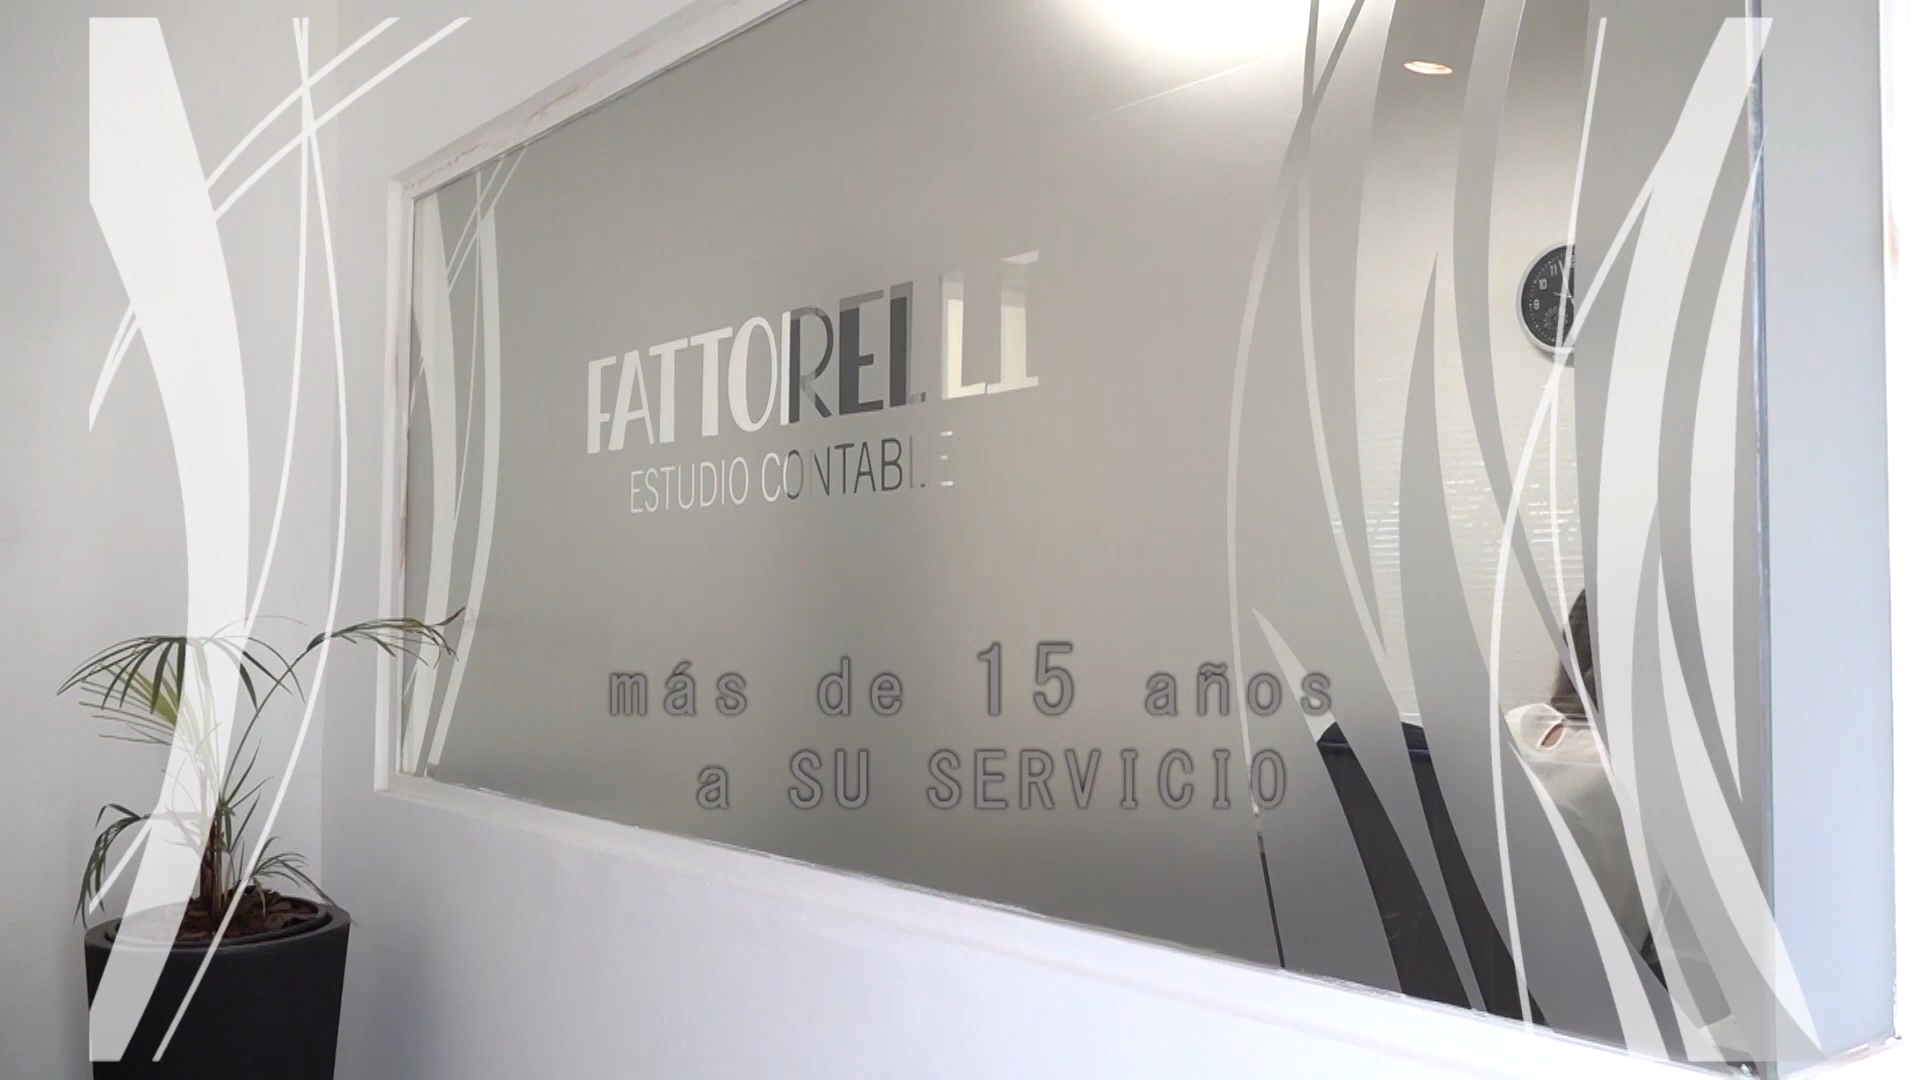 FATTORELLI
ESTUDIO CONTABLE
más de 15 años
a SU SERVICIO